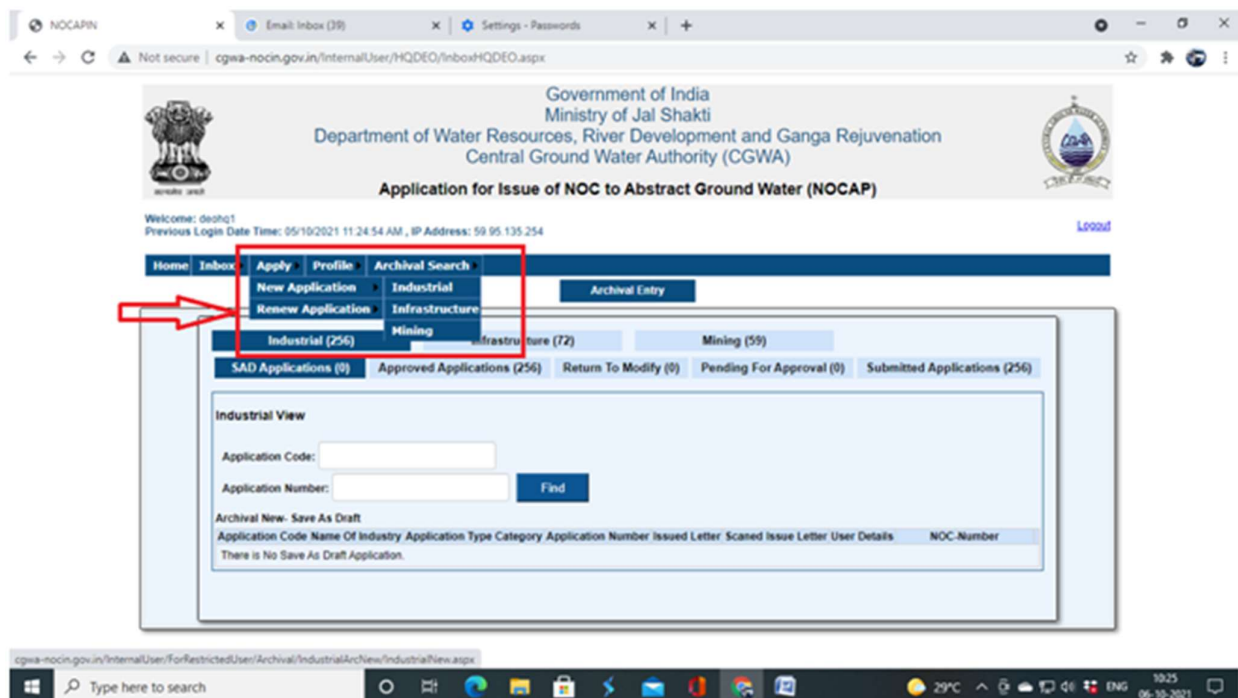 NOCAPIN
Email: Inbox (39)
Settings - Passwords
Not secure | cgwa-nocin.gov.in/InternalUser/HQDEO/InboxHQDEO.aspx
Government of India
Ministry of Jal Shakti
Department of Water Resources, River Development and Ganga Rejuvenation
Central Ground Water Authority (CGWA)
Application for Issue of NOC to Abstract Ground Water (NOCAP)
सत्यमेव जयते
CGWA
Welcome: deohq1
Previous Login Date Time: 05/10/2021 11:24:54 AM , IP Address: 59.95.135.254
Logout
Home Inbox Apply Profile Archival Search
New Application Industrial
Archival Entry
Renew Application Infrastructure
Mining
Industrial (256) Infrastructure (72) Mining (59)
SAD Applications (0) Approved Applications (256) Return To Modify (0) Pending For Approval (0) Submitted Applications (256)
Industrial View
Application Code:
Application Number: Find
Archival New- Save As Draft
Application Code Name Of Industry Application Type Category Application Number Issued Letter Scaned Issue Letter User Details NOC-Number
There is No Save As Draft Application.
cgwa-nocin.gov.in/InternalUser/ForRestrictedUser/Archival/IndustrialArcNew/IndustrialNew.aspx
Type here to search
29°C
ENG
10:25